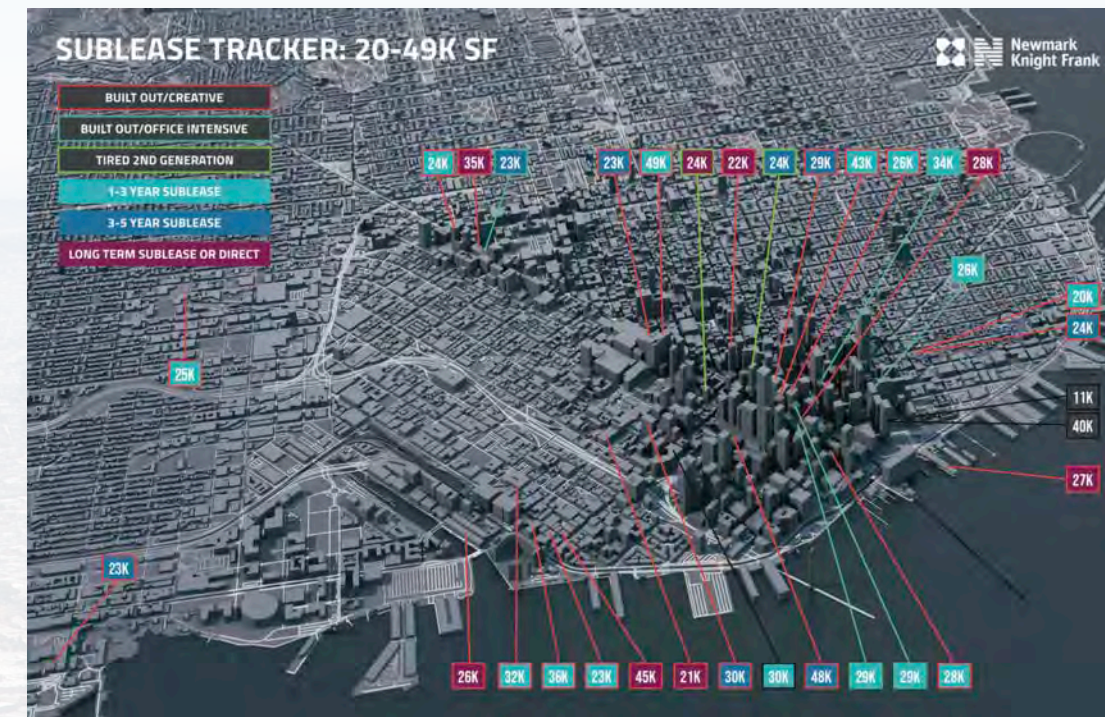 SUBLEASE TRACKER: 20-49K SF
Newmark
Knight Frank
BUILT OUT/CREATIVE
BUILT OUT/OFFICE INTENSIVE
TIRED 2ND GENERATION
1-3 YEAR SUBLEASE
3-5 YEAR SUBLEASE
LONG TERM SUBLEASE OR DIRECT
24K 35K 23K 23K 49K 24K 22K 24K 29K 43K 26K 34K 28K
26K
20K
24K
25K
11K
40K
27K
23K
26K 32K 36K 23K 45K 21K 30K 30K 48K 29K 29K 28K